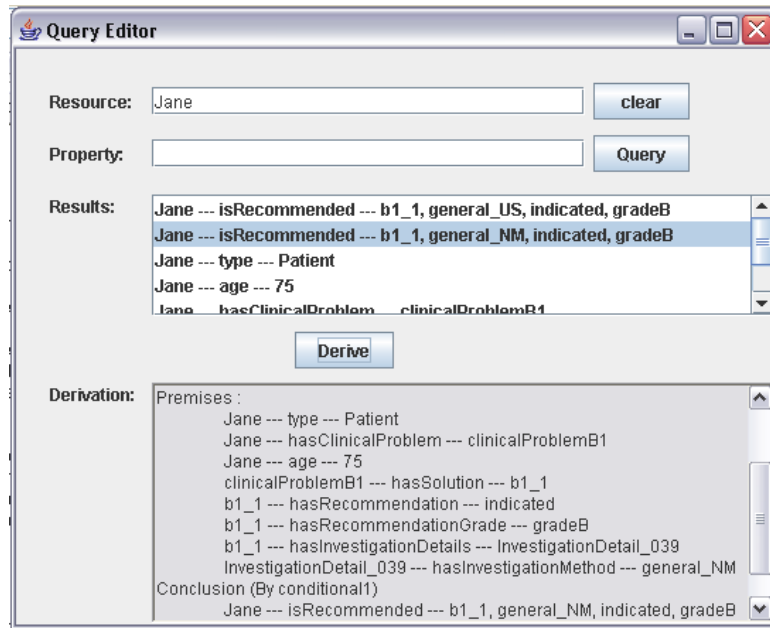 Query Editor
Resource: Jane clear
Property: Query
Results: Jane --- isRecommended --- b1_1, general_US, indicated, gradeB
Jane --- isRecommended --- b1_1, general_NM, indicated, gradeB
Jane --- type --- Patient
Jane --- age --- 75
Jane --- hasClinicalProblem --- clinicalProblemB1
Derive
Derivation: Premises :
Jane --- type --- Patient
Jane --- hasClinicalProblem --- clinicalProblemB1
Jane --- age --- 75
clinicalProblemB1 --- hasSolution --- b1_1
b1_1 --- hasRecommendation --- indicated
b1_1 --- hasRecommendationGrade --- gradeB
b1_1 --- hasInvestigationDetails --- InvestigationDetail_039
InvestigationDetail_039 --- hasInvestigationMethod --- general_NM
Conclusion (By conditional1)
Jane --- isRecommended --- b1_1, general_NM, indicated, gradeB